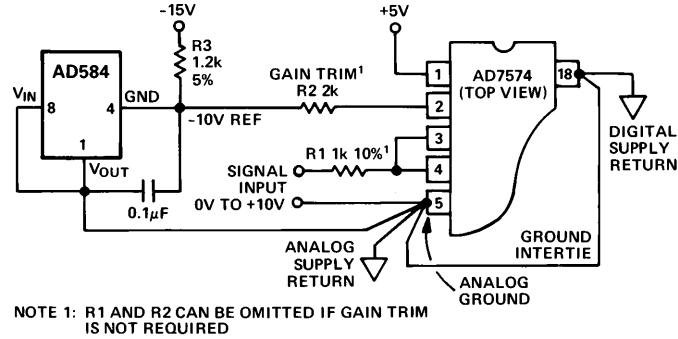 -15V
R3
1.2k
5%
+5V
AD584
VIN
8
4
GND
1
VOUT
0.1µF
-10V REF
GAIN TRIM¹
R2 2k
1
2
3
4
5
AD7574
(TOP VIEW)
18
DIGITAL
SUPPLY
RETURN
R1 1k 10%¹
SIGNAL
INPUT
0V TO +10V
ANALOG
SUPPLY
RETURN
GROUND
INTERTIE
ANALOG
GROUND
NOTE 1: R1 AND R2 CAN BE OMITTED IF GAIN TRIM
IS NOT REQUIRED